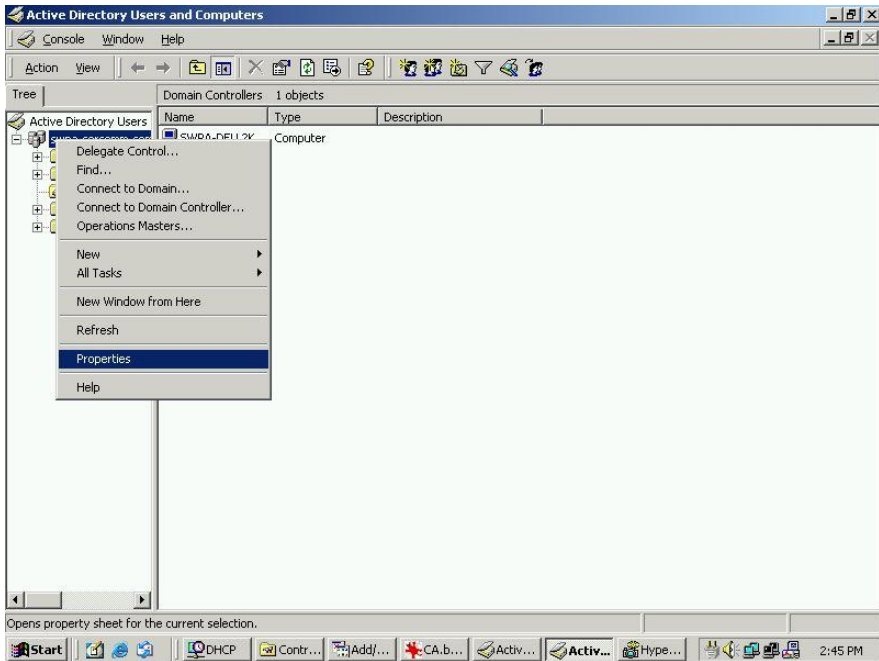 Active Directory Users and Computers
Console Window Help
Action View
Tree
Domain Controllers 1 objects
Active Directory Users
Name Type Description
Computer
Delegate Control...
Find...
Connect to Domain...
Connect to Domain Controller...
Operations Masters...
New
All Tasks
New Window from Here
Refresh
Properties
Help
Opens property sheet for the current selection.
Start DHCP Contr... Add/... CA.b... Activ... Activ... Hype... 2:45 PM